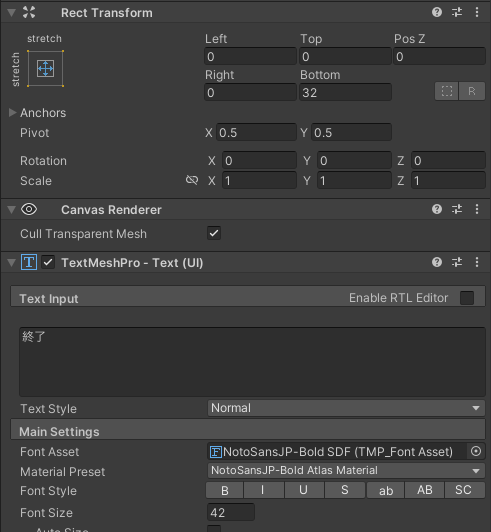 Rect Transform
stretch
stretch
Left Top Pos Z
0 0 0
Right Bottom
0 32
R
Anchors
Pivot X 0.5 Y 0.5
Rotation X 0 Y 0 Z 0
Scale X 1 Y 1 Z 1
Canvas Renderer
Cull Transparent Mesh
T TextMeshPro - Text (UI)
Text Input Enable RTL Editor
終了
Text Style Normal
Main Settings
Font Asset F NotoSansJP-Bold SDF (TMP_Font Asset)
Material Preset NotoSansJP-Bold Atlas Material
Font Style B I U S ab AB SC
Font Size 42
Auto Size